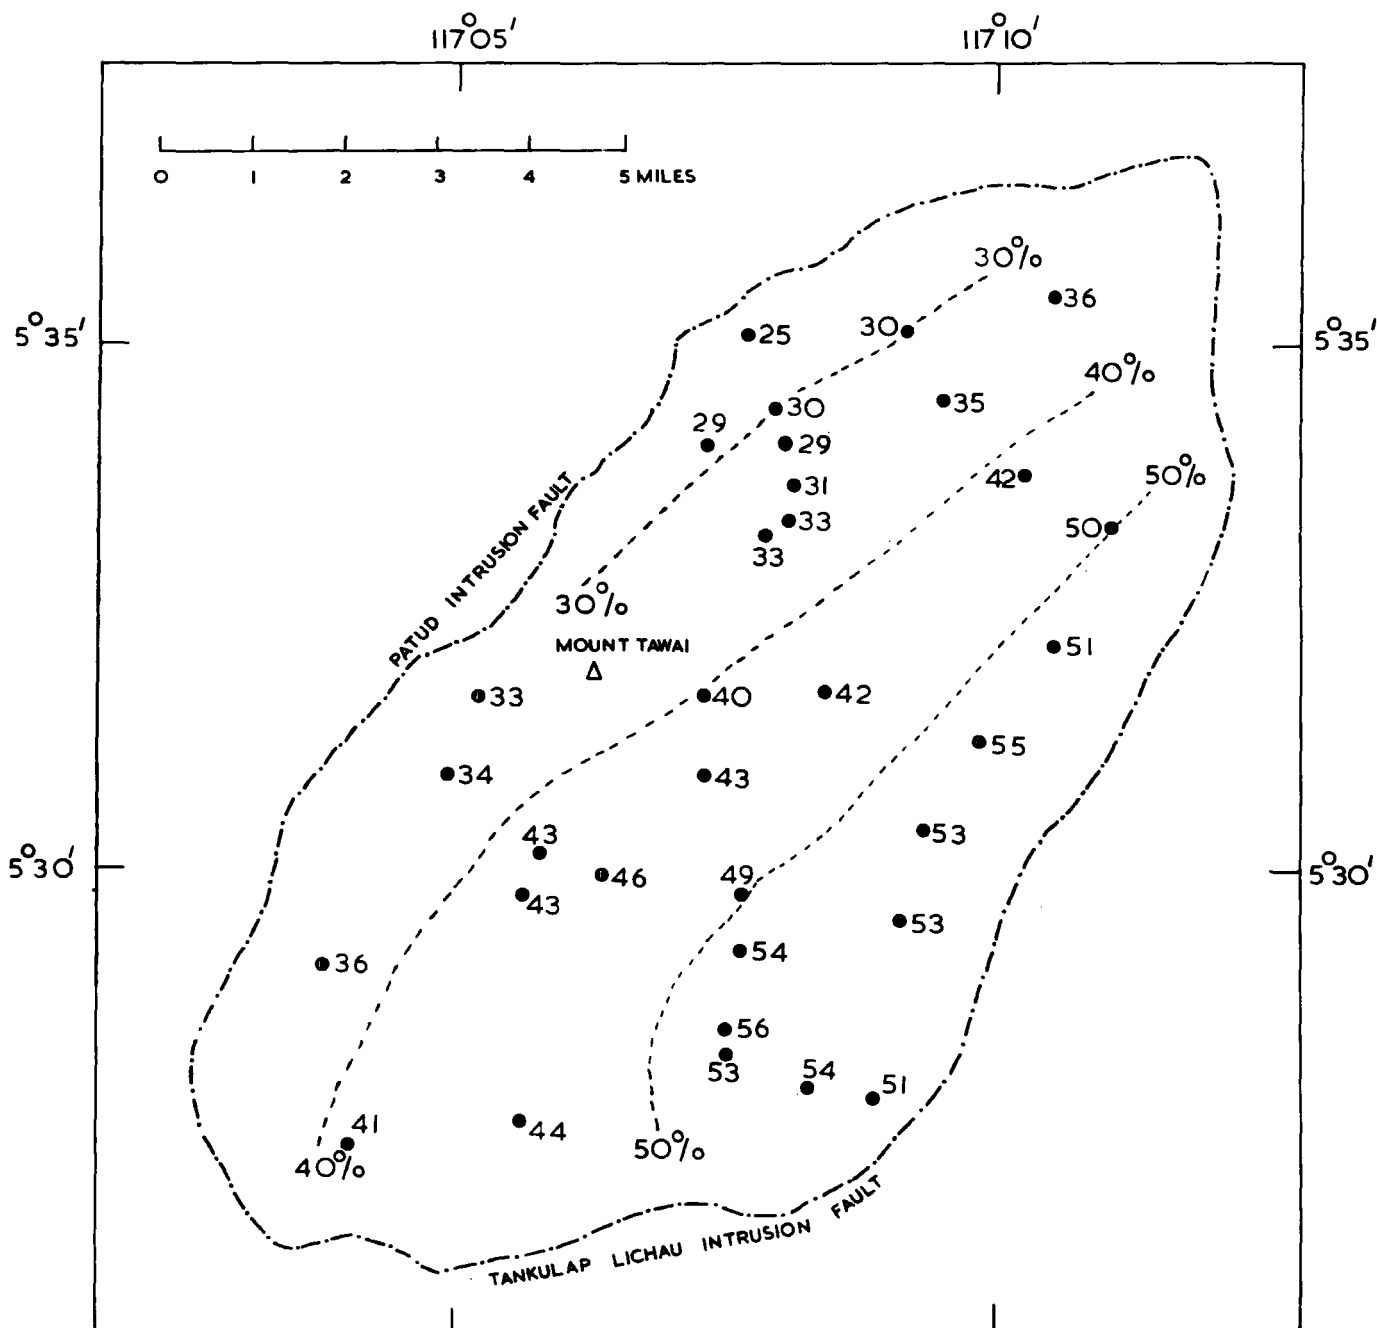 117°05′ 117°10′
0 1 2 3 4 5 MILES
30%
36
5°35′ 25 30 5°35′
40%
30 35
29 29
50%
31 42
33 50
33
PATUD INTRUSION FAULT
30%
MOUNT TAWAI
51
33 40 42
55
34 43
43 53
5°30′ 46 49 5°30′
43 53
54
36
56
53 54 51
41 44
40% 50%
TANKULAP LICHAU INTRUSION FAULT